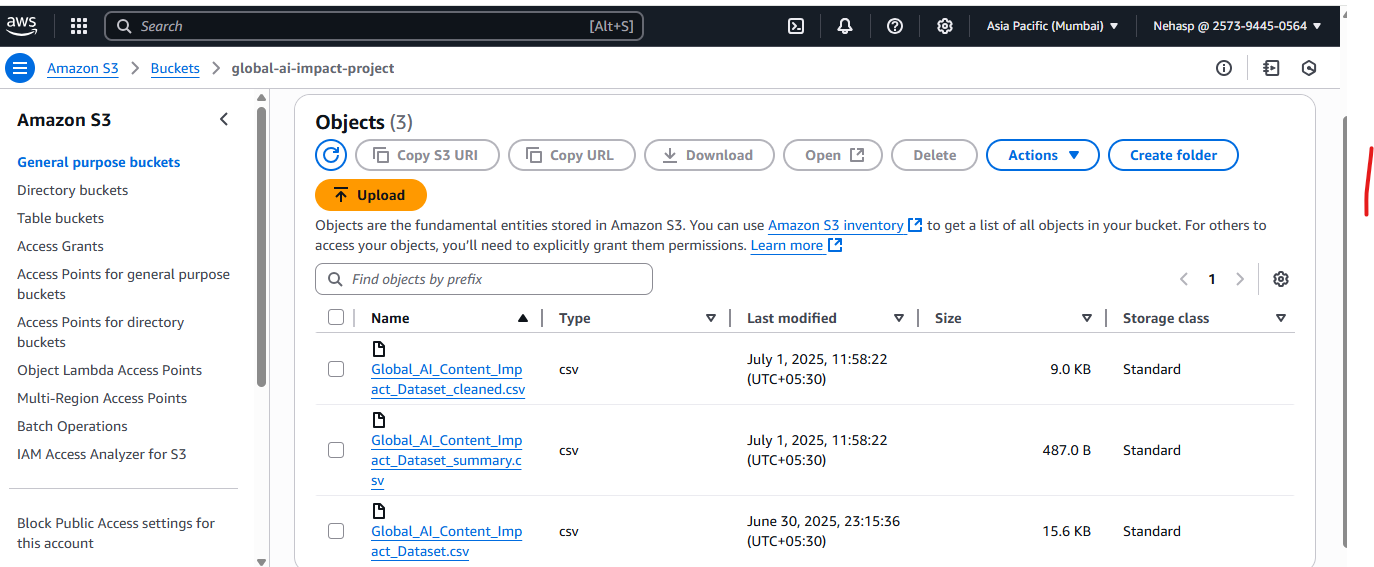 aws
Search [Alt+S] Asia Pacific (Mumbai) Nehasp @ 2573-9445-0564
Amazon S3 Buckets global-ai-impact-project
Amazon S3
General purpose buckets
Directory buckets
Table buckets
Access Grants
Access Points for general purpose
buckets
Access Points for directory
buckets
Object Lambda Access Points
Multi-Region Access Points
Batch Operations
IAM Access Analyzer for S3
Block Public Access settings for
this account
Objects (3)
Copy S3 URI Copy URL Download Open Delete Actions Create folder
Upload
Objects are the fundamental entities stored in Amazon S3. You can use Amazon S3 inventory to get a list of all objects in your bucket. For others to
access your objects, you'll need to explicitly grant them permissions. Learn more
Find objects by prefix 1
Name Type Last modified Size Storage class
Global_AI_Content_Imp
act_Dataset_cleaned.csv
csv
July 1, 2025, 11:58:22
(UTC+05:30)
9.0 KB
Standard
Global_AI_Content_Imp
act_Dataset_summary.c
sv
csv
July 1, 2025, 11:58:22
(UTC+05:30)
487.0 B
Standard
Global_AI_Content_Imp
act_Dataset.csv
csv
June 30, 2025, 23:15:36
(UTC+05:30)
15.6 KB
Standard